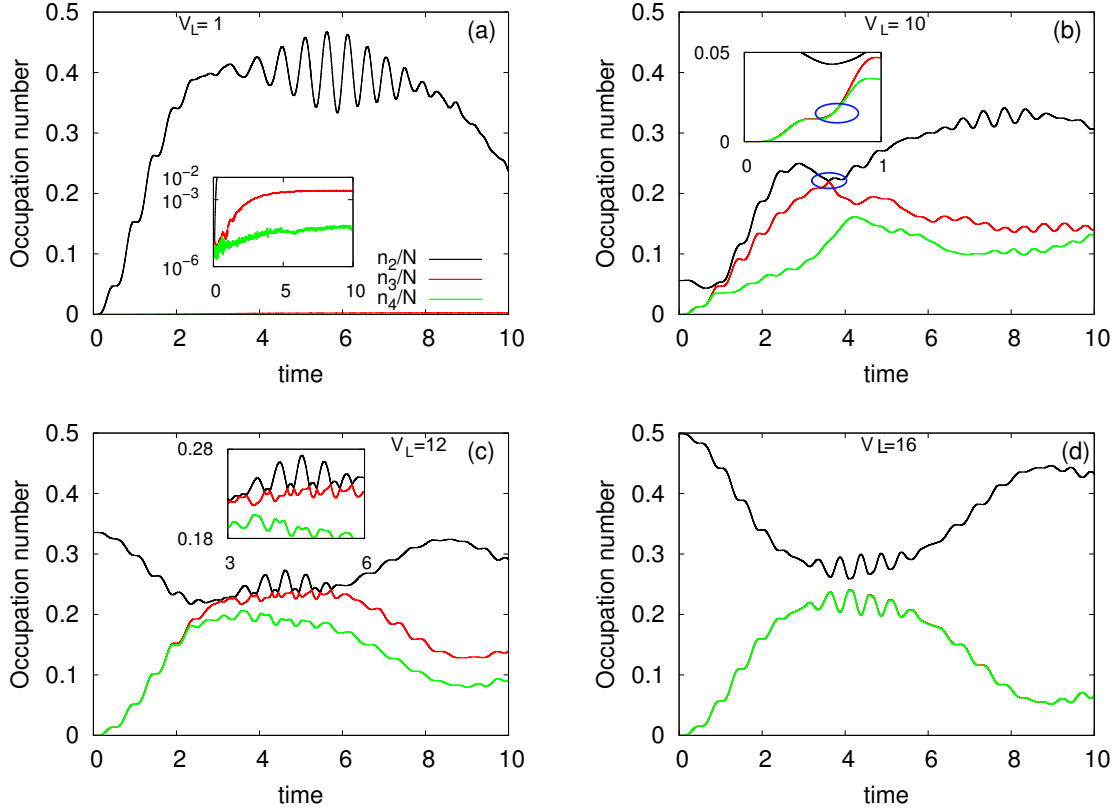 V_L= 1
(a)
Occupation number
0.5
0.4
0.3
0.2
0.1
0
10^-2
10^-3
10^-6
0 5 10
n_2/N
n_3/N
n_4/N
0 2 4 6 8 10
time
V_L= 10
(b)
Occupation number
0.5
0.4
0.3
0.2
0.1
0
0.05
0
0 1
0 2 4 6 8 10
time
V_L=12
(c)
Occupation number
0.5
0.4
0.3
0.2
0.1
0
0.28
0.18
3 6
0 2 4 6 8 10
time
V_L=16
(d)
Occupation number
0.5
0.4
0.3
0.2
0.1
0
0 2 4 6 8 10
time